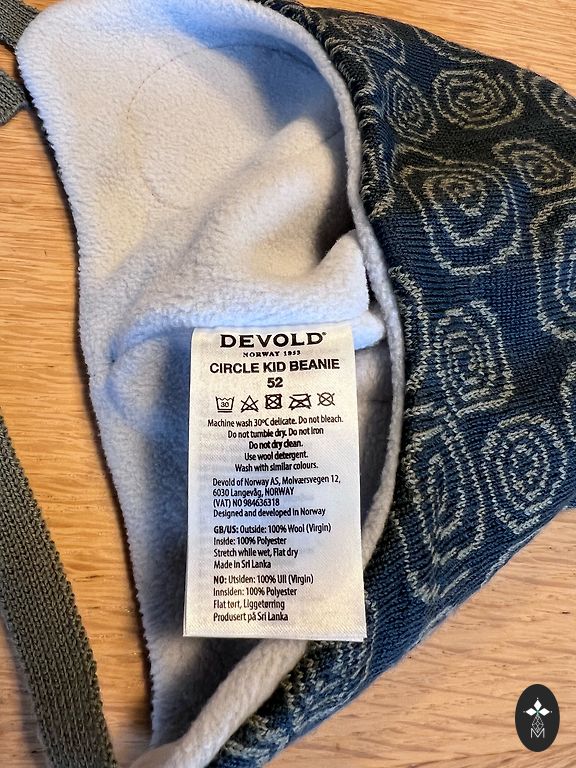 DEVOLD®
NORWAY 1853
CIRCLE KID BEANIE
52
30
Machine wash 30ºC delicate. Do not bleach.
Do not tumble dry. Do not iron
Do not dry clean.
Use wool detergent.
Wash with similar colours.
Devold of Norway AS, Molværsvegen 12,
6030 Langevåg, NORWAY
(VAT) NO 984636318
Designed and developed in Norway
GB/US: Outside: 100% Wool (Virgin)
Inside: 100% Polyester
Stretch while wet, Flat dry
Made in Sri Lanka
NO: Utsiden: 100% Ull (Virgin)
Innsiden: 100% Polyester
Flat tørt, Liggetørring
Produsert på Sri Lanka
M